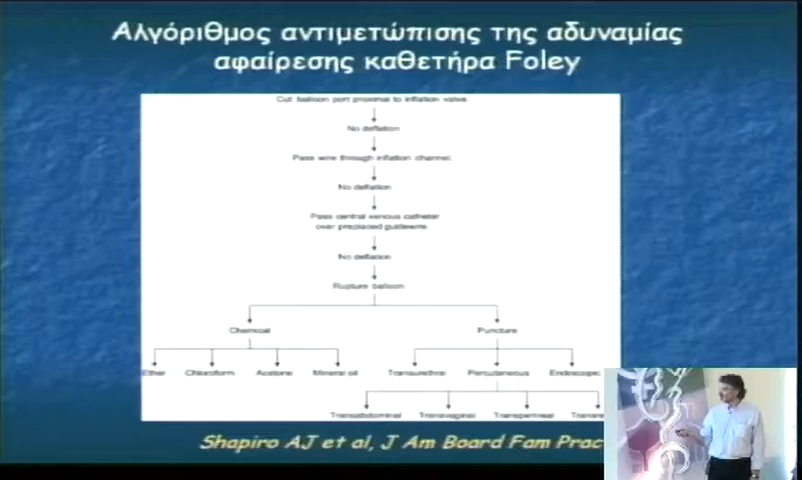 Αλγόριθμος αντιμετώπισης της αδυναμίας
αφαίρεσης καθετήρα Foley
Cut balloon port proximal to inflation valve
No deflation
Pass wire through inflation channel.
No deflation
Pass central venous catheter
over preplaced guidewire.
No deflation
Rupture balloon
Chemical Puncture
Ether Chloroform Acetone Mineral oil Transurethral Percutaneous Endoscopic
Transabdominal Transvaginal Transperineal
Shapiro AJ et al, J Am Board Fam Prac